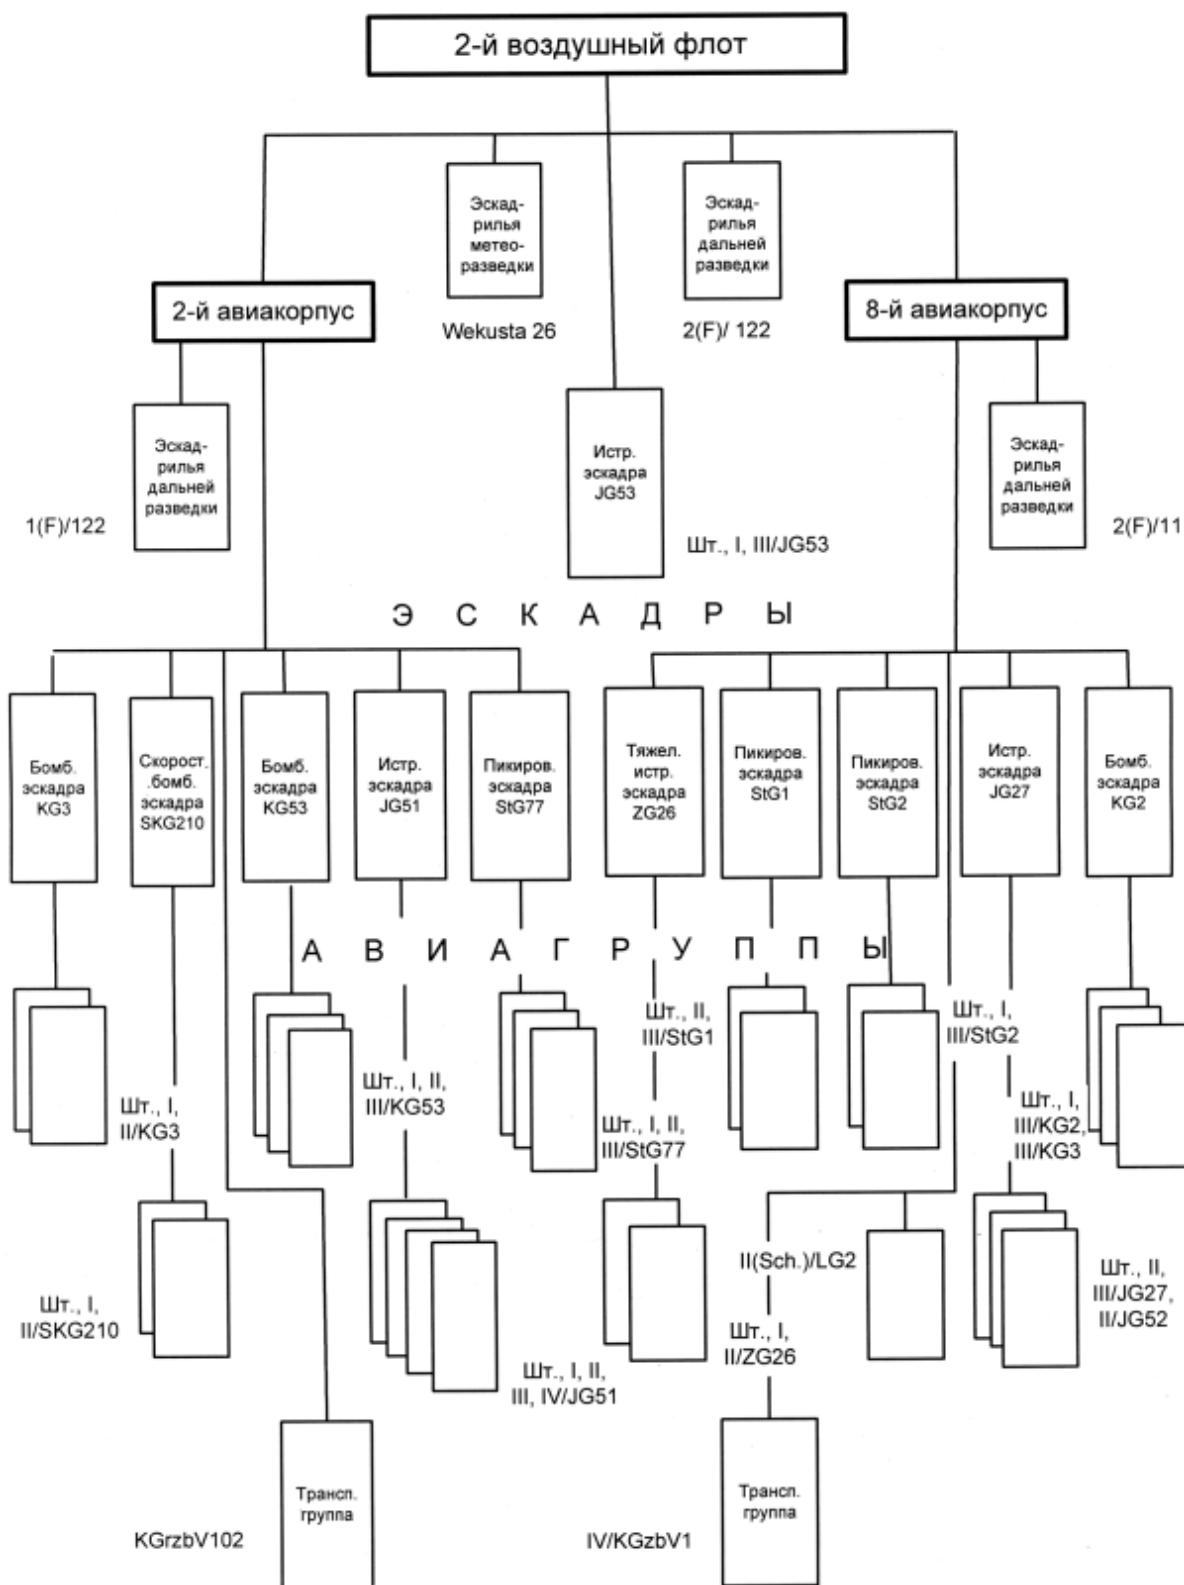 2-й воздушный флот
Эскад-
рилья
метео-
разведки
Эскад-
рилья
дальней
разведки
2-й авиакорпус
8-й авиакорпус
Wekusta 26
2(F)/ 122
Эскад-
рилья
дальней
разведки
Истр.
эскадра
JG53
Эскад-
рилья
дальней
разведки
1(F)/122
2(F)/11
Шт., I, III/JG53
Э С К А Д Р Ы
Бомб.
эскадра
KG3
Скорост.
.бомб.
эскадра
SKG210
Бомб.
эскадра
KG53
Истр.
эскадра
JG51
Пикиров.
эскадра
StG77
Тяжел.
истр.
эскадра
ZG26
Пикиров.
эскадра
StG1
Пикиров.
эскадра
StG2
Истр.
эскадра
JG27
Бомб.
эскадра
KG2
А В И А Г Р У П П Ы
Шт., II,
III/StG1
Шт., I,
III/StG2
Шт., I,
II/KG3
Шт., I, II,
III/KG53
Шт., I, II,
III/StG77
Шт., I,
III/KG2,
III/KG3
II(Sch.)/LG2
Шт., I,
II/SKG210
Шт., I,
II/ZG26
Шт., II,
III/JG27,
II/JG52
Шт., I, II,
III, IV/JG51
Трансп.
группа
Трансп.
группа
KGrzbV102
IV/KGzbV1